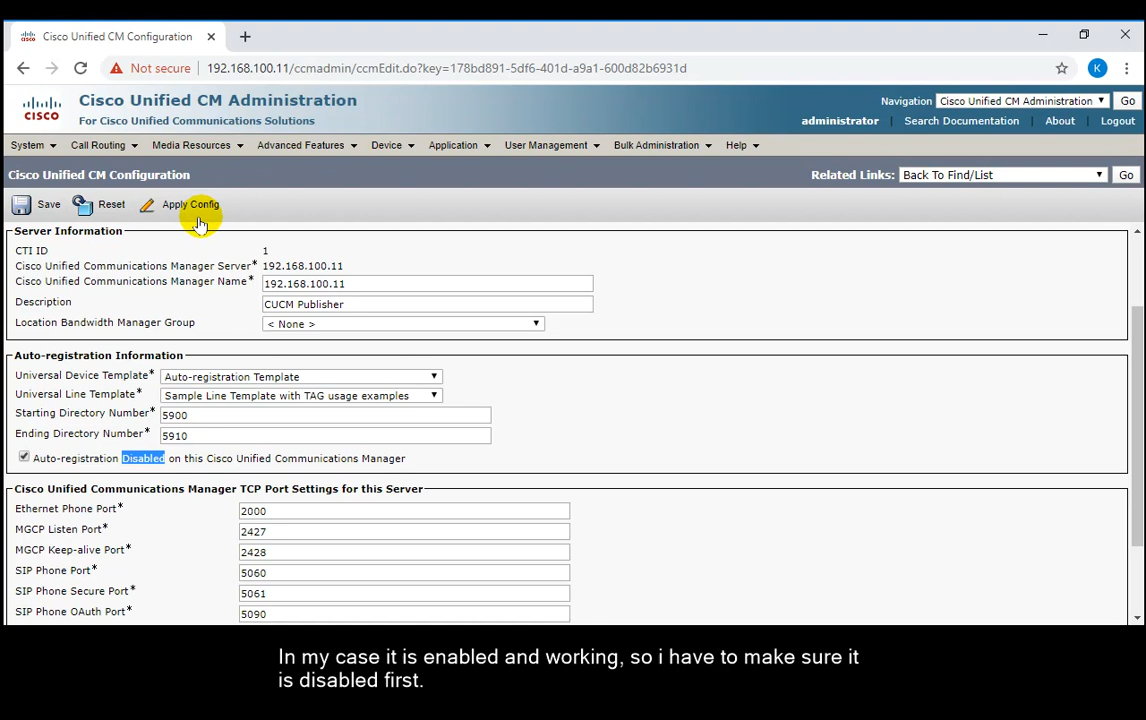 Cisco Unified CM Configuration
Not secure 192.168.100.11/ccmadmin/ccmEdit.do?key=178bd891-5df6-401d-a9a1-600d82b6931d K
Cisco Unified CM Administration
For Cisco Unified Communications Solutions
CISCO
Navigation Cisco Unified CM Administration Go
administrator | Search Documentation | About | Logout
System Call Routing Media Resources Advanced Features Device Application User Management Bulk Administration Help
Cisco Unified CM Configuration
Related Links: Back To Find/List Go
Save Reset Apply Config
Server Information
CTI ID 1
Cisco Unified Communications Manager Server* 192.168.100.11
Cisco Unified Communications Manager Name* 192.168.100.11
Description CUCM Publisher
Location Bandwidth Manager Group < None >
Auto-registration Information
Universal Device Template* Auto-registration Template
Universal Line Template* Sample Line Template with TAG usage examples
Starting Directory Number* 5900
Ending Directory Number* 5910
Auto-registration Disabled on this Cisco Unified Communications Manager
Cisco Unified Communications Manager TCP Port Settings for this Server
Ethernet Phone Port* 2000
MGCP Listen Port* 2427
MGCP Keep-alive Port* 2428
SIP Phone Port* 5060
SIP Phone Secure Port* 5061
SIP Phone OAuth Port* 5090
In my case it is enabled and working, so i have to make sure it
is disabled first.